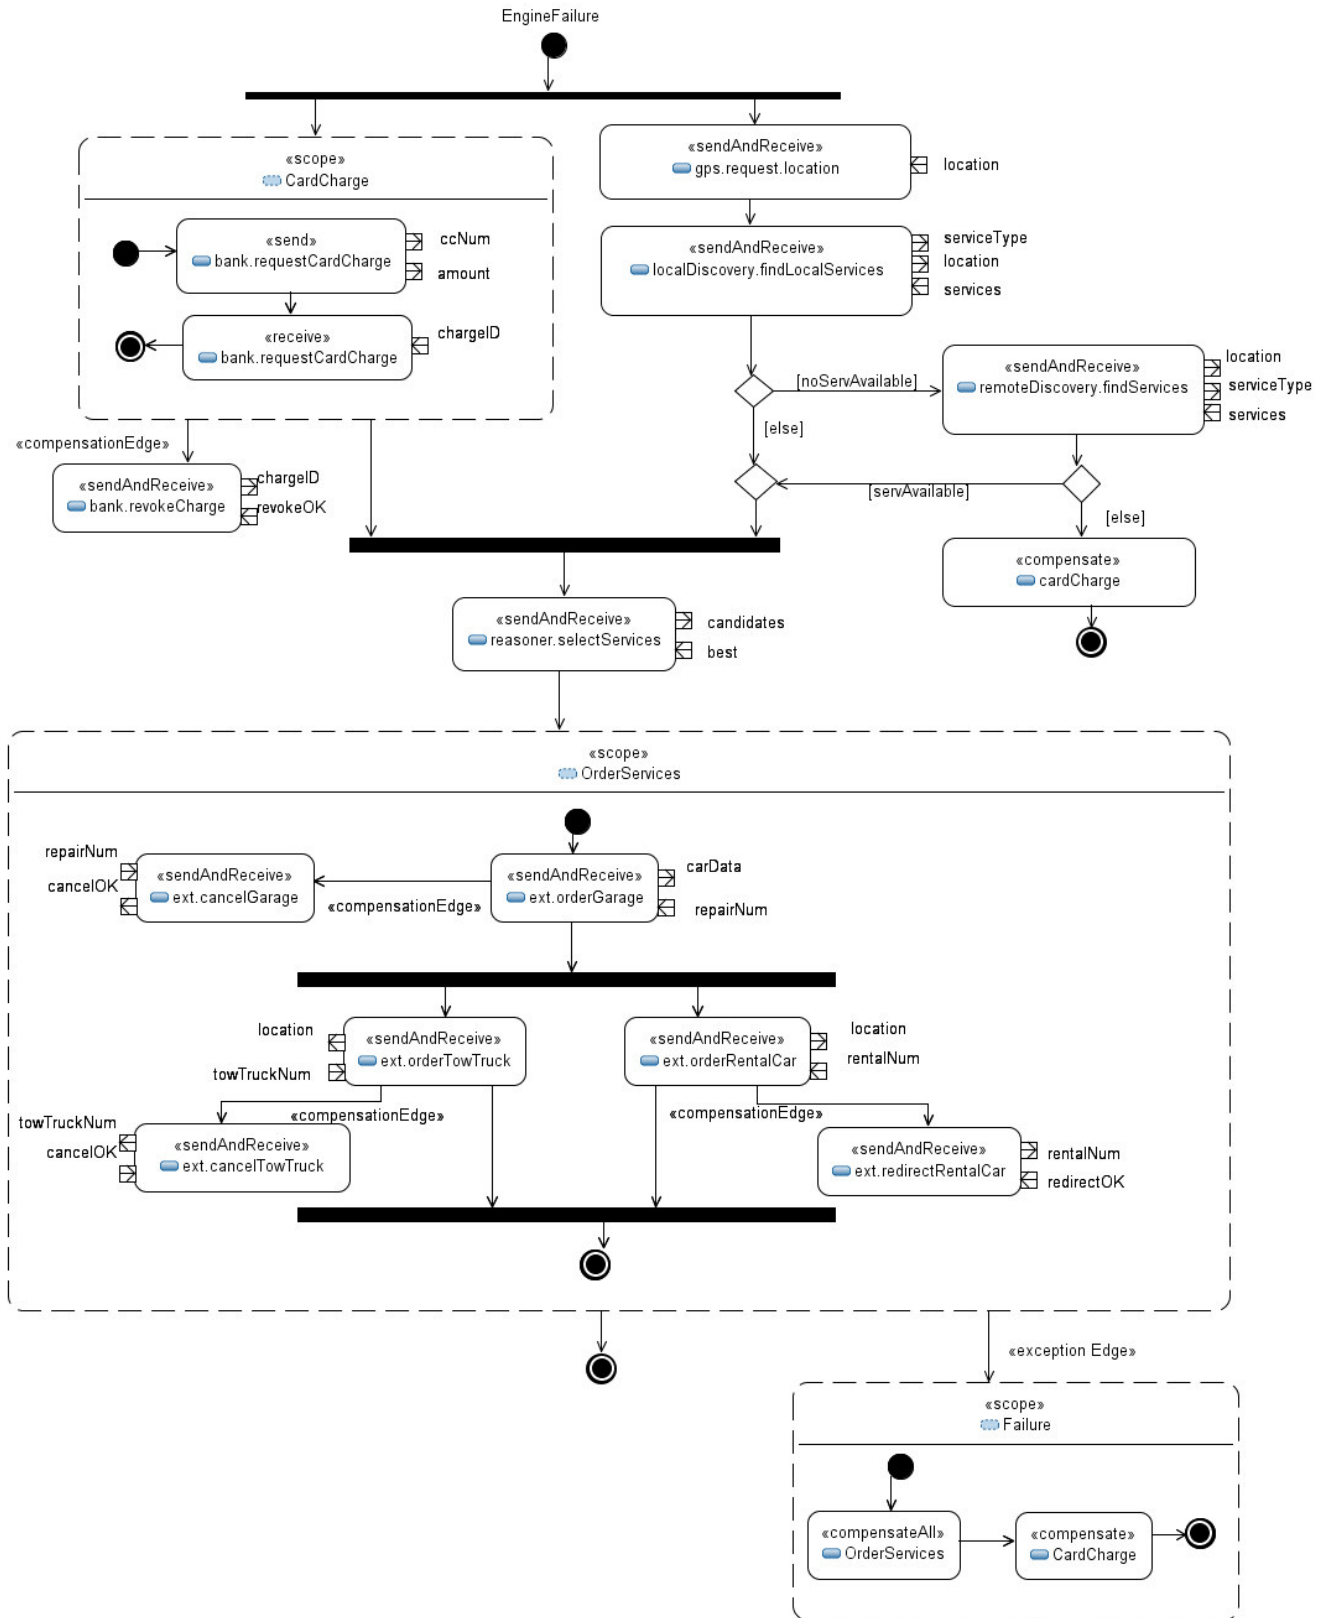 EngineFailure
«scope»
CardCharge
«send»
bank.requestCardCharge
ccNum
amount
«receive»
bank.requestCardCharge
chargeID
«compensationEdge»
«sendAndReceive»
bank.revokeCharge
chargeID
revokeOK
«sendAndReceive»
gps.request.location
location
«sendAndReceive»
localDiscovery.findLocalServices
serviceType
location
services
[noServAvailable]
[else]
«sendAndReceive»
remoteDiscovery.findServices
location
serviceType
services
[servAvailable]
[else]
«compensate»
cardCharge
«sendAndReceive»
reasoner.selectServices
candidates
best
«scope»
OrderServices
repairNum
cancelOK
«sendAndReceive»
ext.cancelGarage
«compensationEdge»
«sendAndReceive»
ext.orderGarage
carData
repairNum
location
towTruckNum
«sendAndReceive»
ext.orderTowTruck
«sendAndReceive»
ext.orderRentalCar
location
rentalNum
«compensationEdge»
«compensationEdge»
towTruckNum
cancelOK
«sendAndReceive»
ext.cancelTowTruck
«sendAndReceive»
ext.redirectRentalCar
rentalNum
redirectOK
«exception Edge»
«scope»
Failure
«compensateAll»
OrderServices
«compensate»
CardCharge